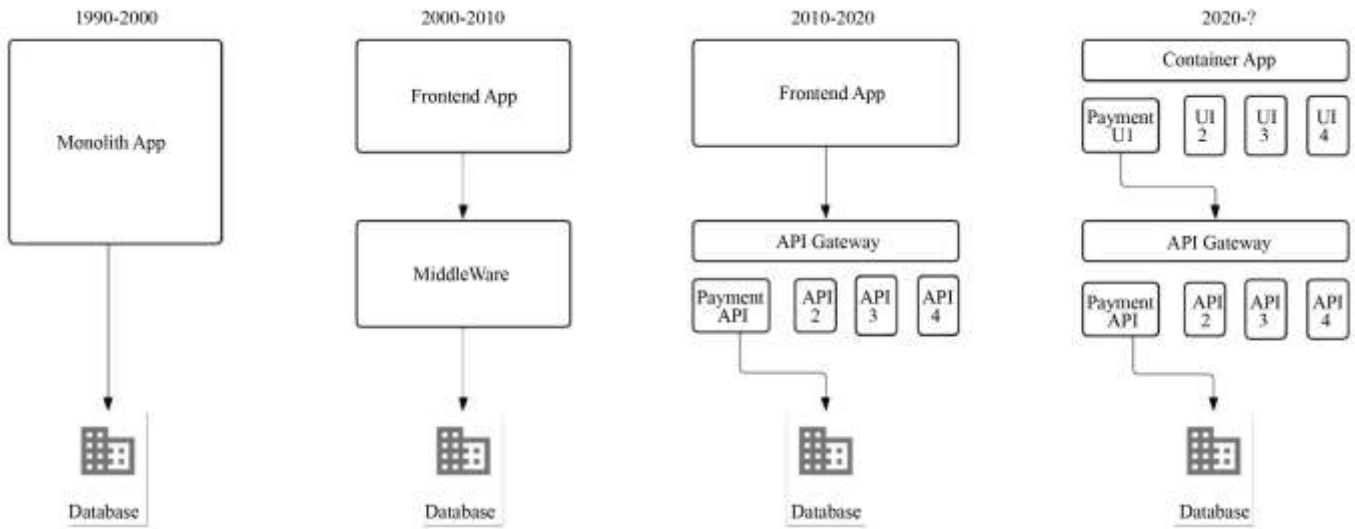 1990-2000
Monolith App
Database
2000-2010
Frontend App
MiddleWare
Database
2010-2020
Frontend App
API Gateway
Payment
API
API
2
API
3
API
4
Database
2020-?
Container App
Payment
U1
UI
2
UI
3
UI
4
API Gateway
Payment
API
API
2
API
3
API
4
Database